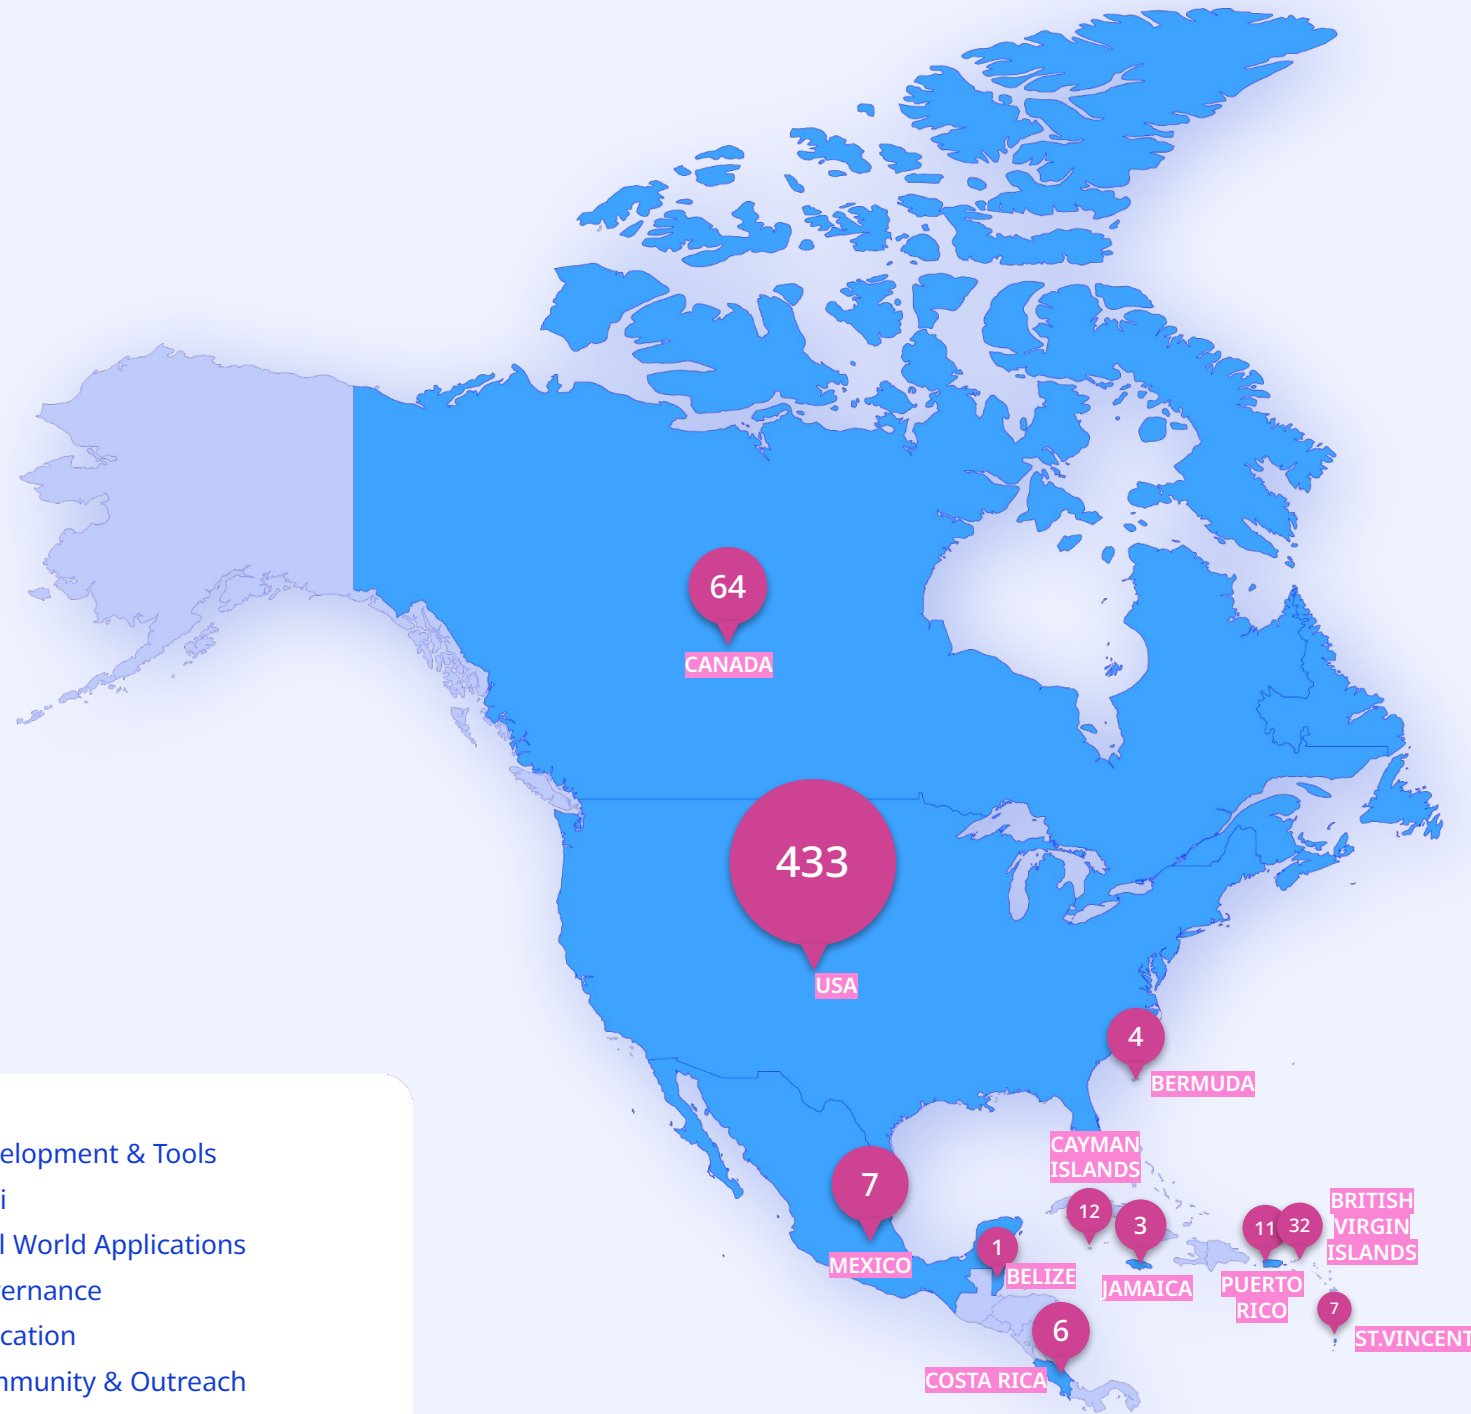 64
CANADA
433
USA
4
BERMUDA
CAYMAN
ISLANDS
12
3
JAMAICA
11
32
BRITISH
VIRGIN
ISLANDS
PUERTO
RICO
7
MEXICO
1
BELIZE
7
ST.VINCENT
6
COSTA RICA
elopment & Tools
i
l World Applications
ernance
cation
mmunity & Outreach